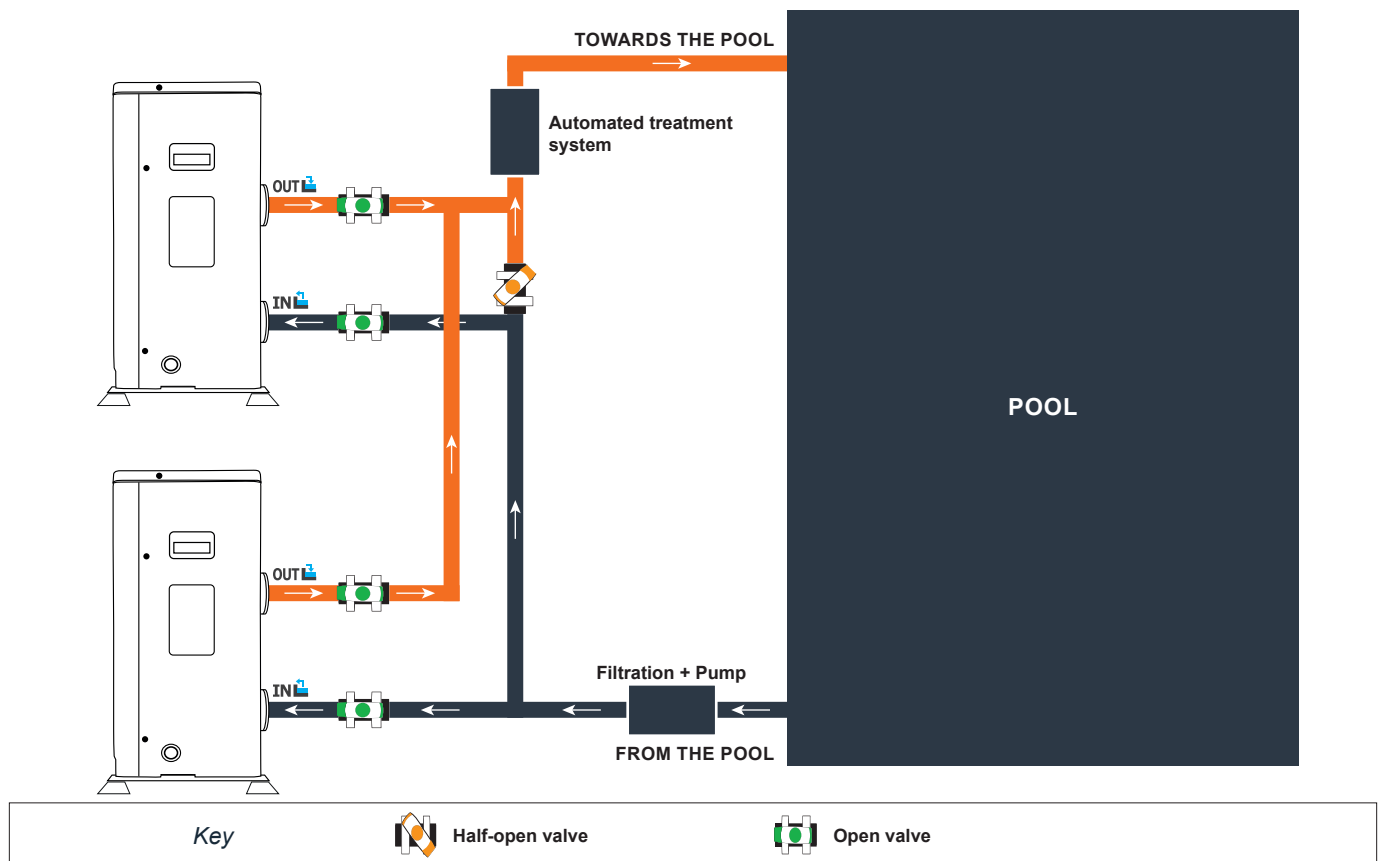 TOWARDS THE POOL
Automated treatment
system
OUT
IN
POOL
OUT
Filtration + Pump
IN
FROM THE POOL
Key
Half-open valve
Open valve